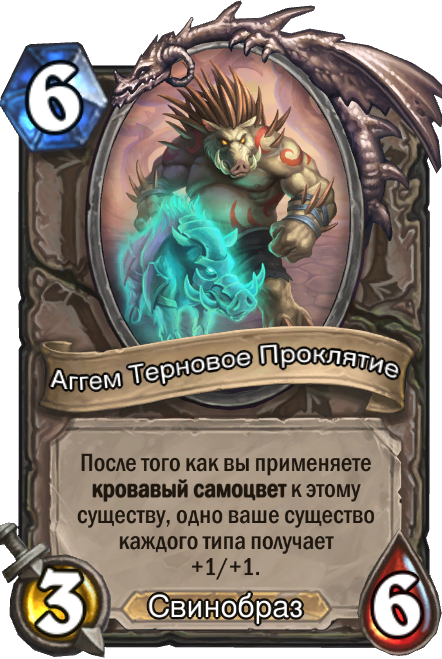 6
Аггем Терновое Проклятие
После того как вы применяете
кровавый самоцвет к этому
существу, одно ваше существо
каждого типа получает
+1/+1.
3
Свинобраз
6